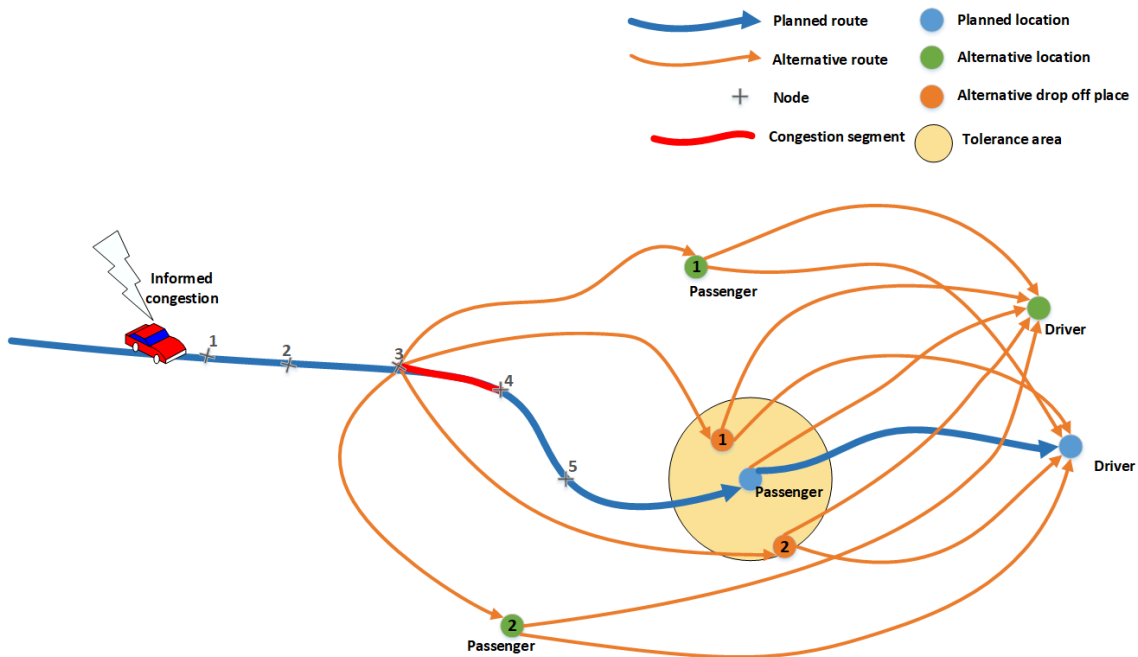 Planned route
Planned location
Alternative route
Alternative location
Node
Alternative drop off place
Congestion segment
Tolerance area
Informed
congestion
1
Passenger
Driver
1
2
3
4
1
5
Passenger
Driver
2
2
Passenger